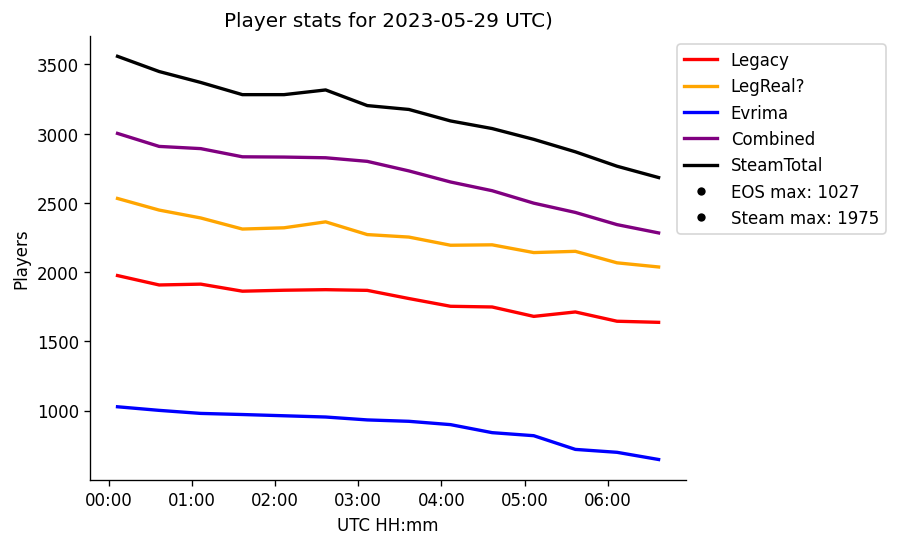 Player stats for 2023-05-29 UTC)
Legacy
LegReal?
Evrima
Combined
SteamTotal
EOS max: 1027
Steam max: 1975
3500
3000
2500
2000
1500
1000
Players
00:00 01:00 02:00 03:00 04:00 05:00 06:00
UTC HH:mm